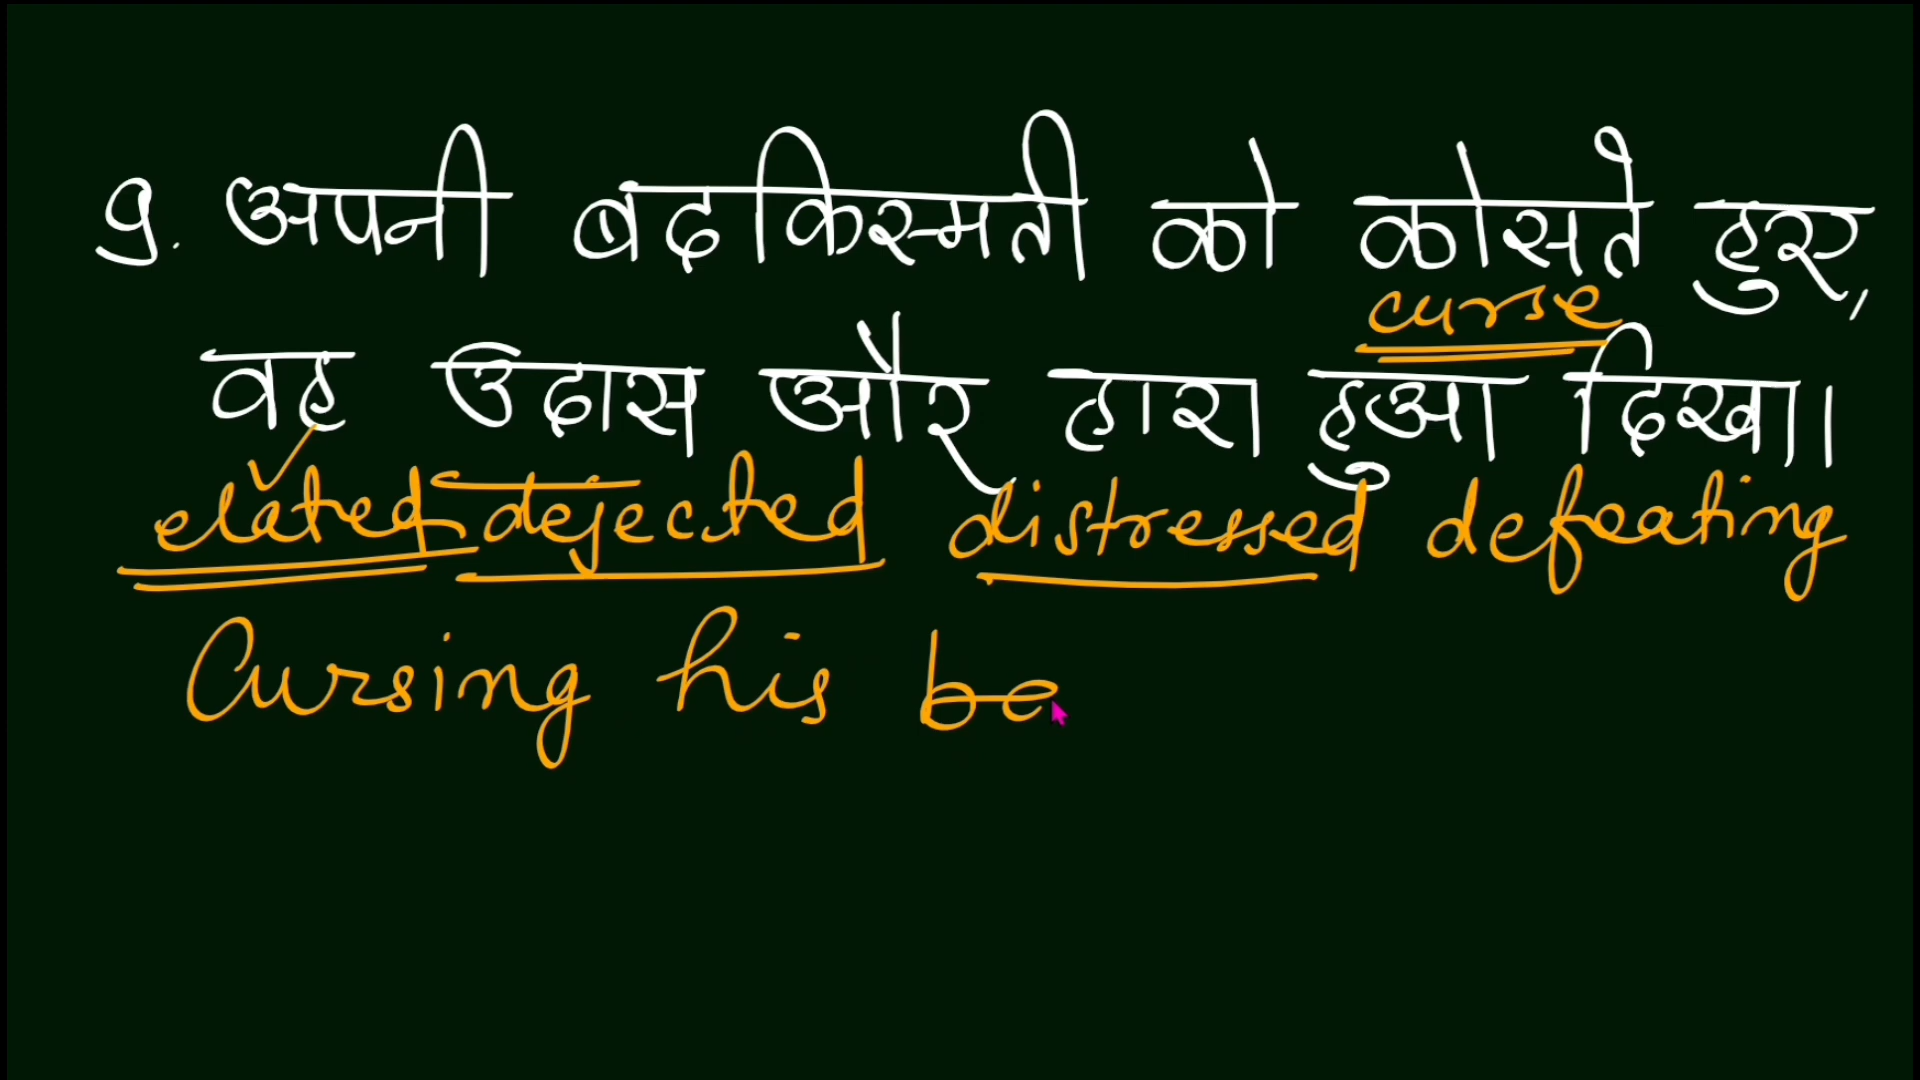 9. अपनी बदकिस्मती को कोसते हुए,
curse
वह उदास और हारा हुआ दिखा।
elated dejected distressed defeating
Cursing his be